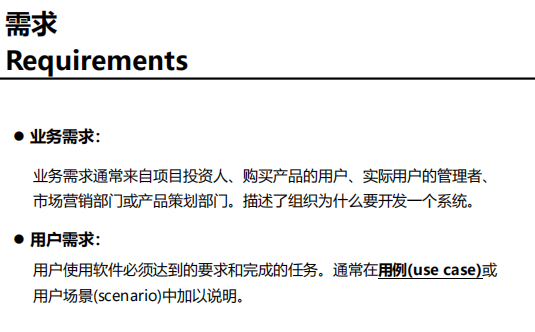 需求
Requirements
● 业务需求：
业务需求通常来自项目投资人、购买产品的用户、实际用户的管理者、
市场营销部门或产品策划部门。描述了组织为什么要开发一个系统。
● 用户需求：
用户使用软件必须达到的要求和完成的任务。通常在用例(use case)或
用户场景(scenario)中加以说明。